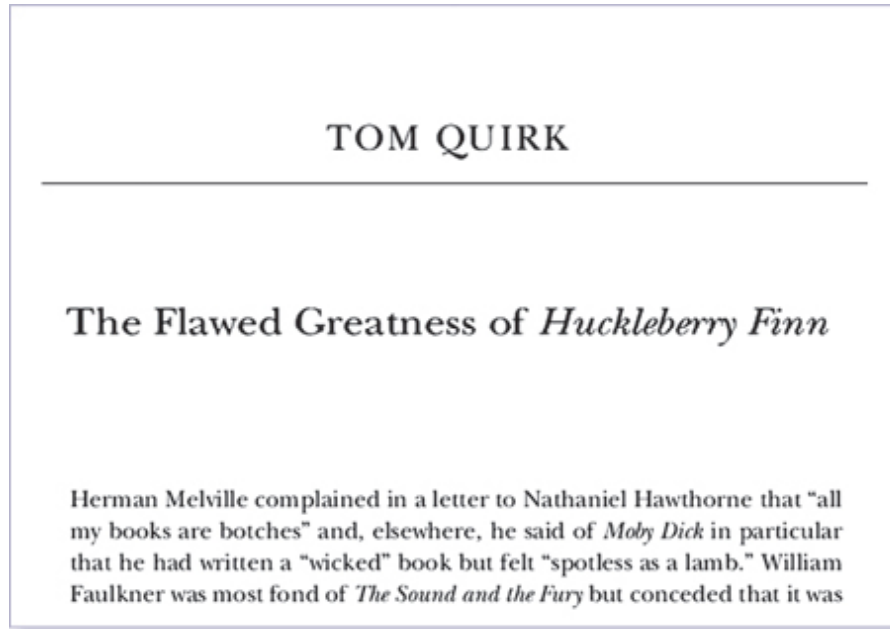 TOM QUIRK
The Flawed Greatness of Huckleberry Finn
Herman Melville complained in a letter to Nathaniel Hawthorne that “all
my books are botches” and, elsewhere, he said of Moby Dick in particular
that he had written a “wicked” book but felt “spotless as a lamb.” William
Faulkner was most fond of The Sound and the Fury but conceded that it was